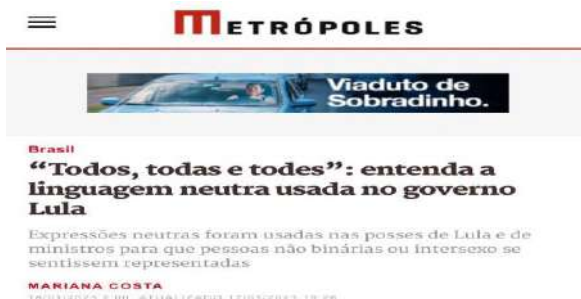 METRÓPOLES
Viaduto de
Sobradinho.
Brasil
“Todos, todas e todes”: entenda a
linguagem neutra usada no governo
Lula
Expressões neutras foram usadas nas posses de Lula e de
ministros para que pessoas não binárias ou intersexo se
sentissem representadas
MARIANA COSTA